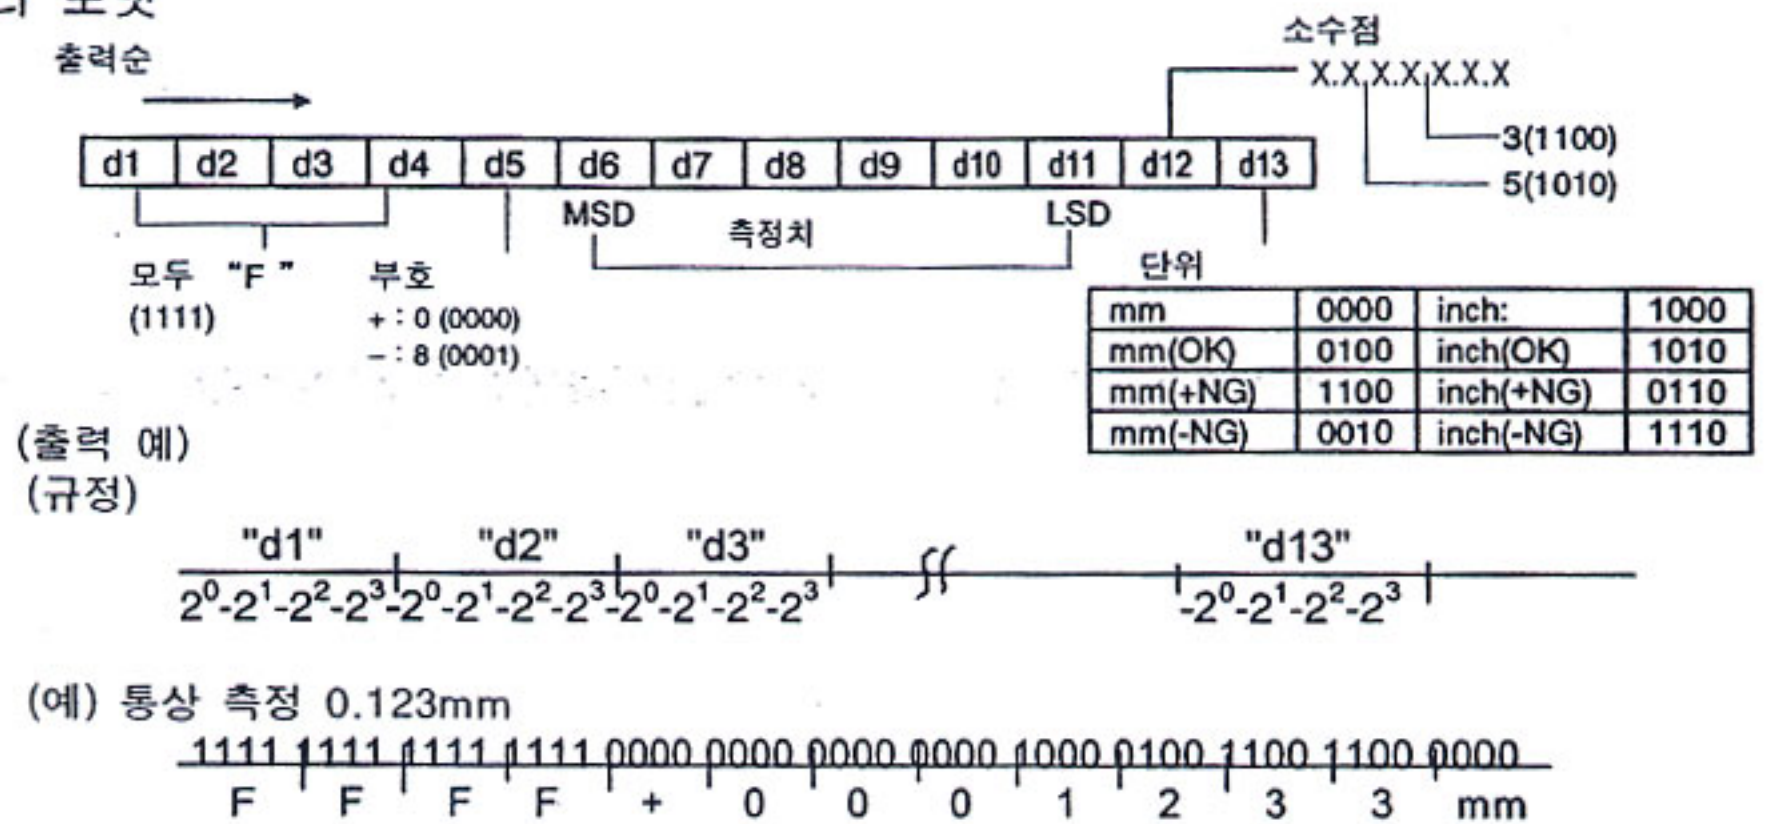 출력순
소수점
X.X.X.X.X.X.X
3(1100)
5(1010)
d1 d2 d3 d4 d5 d6 d7 d8 d9 d10 d11 d12 d13
MSD 측정치 LSD
모두 “F ”
(1111)
부호
+ : 0 (0000)
– : 8 (0001)
단위
mm 0000 inch: 1000
mm(OK) 0100 inch(OK) 1010
mm(+NG) 1100 inch(+NG) 0110
mm(-NG) 0010 inch(-NG) 1110
(출력 예)
(규정)
"d1" "d2" "d3" "d13"
2⁰-2¹-2²-2³-2⁰-2¹-2²-2³-2⁰-2¹-2²-2³ -2⁰-2¹-2²-2³
(예) 통상 측정 0.123mm
1111 1111 1111 1111 0000 0000 0000 0000 1000 0100 1100 1100 0000
F F F F + 0 0 0 1 2 3 3 mm